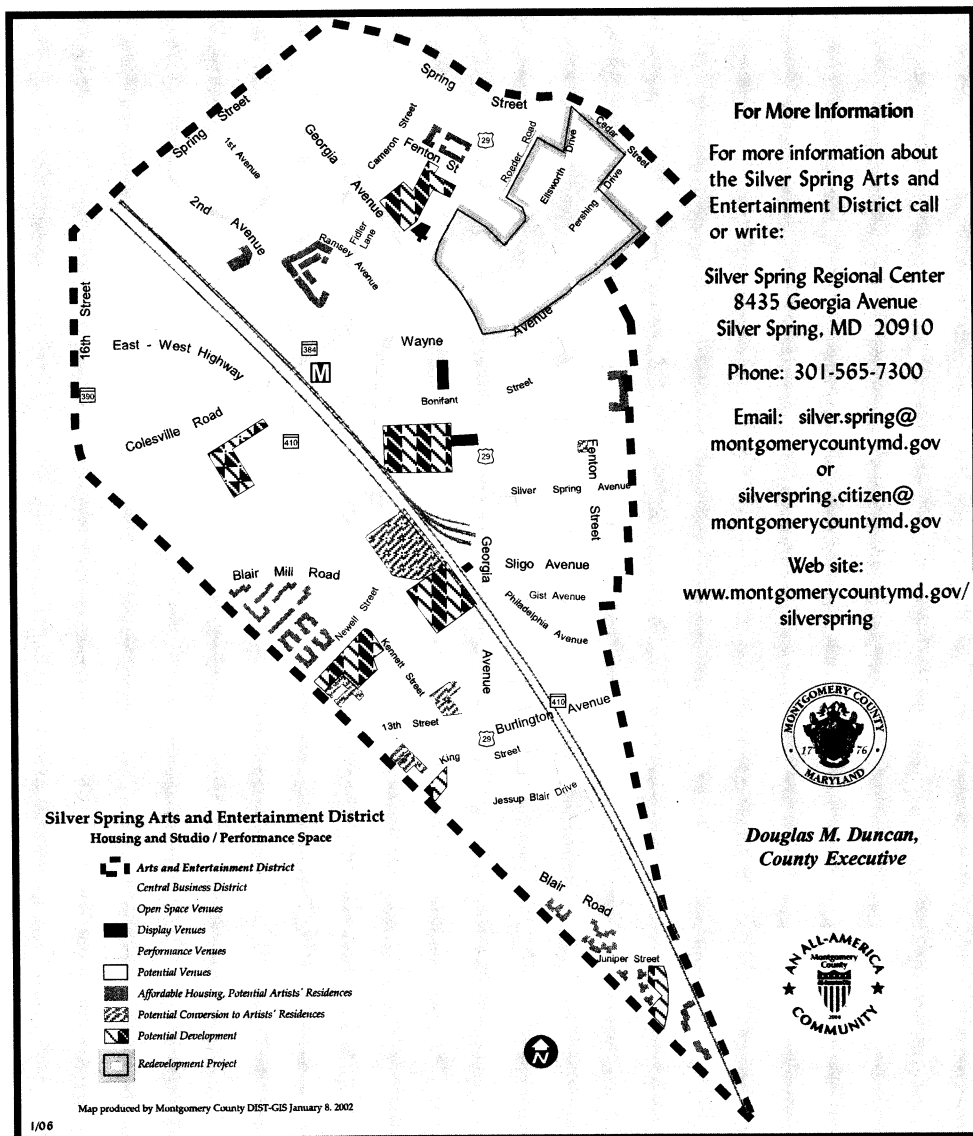 Spring
Street
Spring Street
1st Avenue
Georgia
Avenue
Cameron Street
Fenton St
29
Roeder Road
Cedar Street
Ellsworth Drive
Pershing Drive
2nd Avenue
Fidler Lane
Ramsey Avenue
16th Street
East - West Highway
384
M
Wayne Avenue
390
Bonifant Street
Colesville Road
410
29
Fenton Street
Silver Spring Avenue
Georgia Avenue
Sligo Avenue
Gist Avenue
Philadelphia Avenue
Blair Mill Road
Newell Street
Kennett Street
13th Street
410
Burlington Avenue
29
King Street
Jessup Blair Drive
Blair Road
Juniper Street
N
For More Information
For more information about
the Silver Spring Arts and
Entertainment District call
or write:
Silver Spring Regional Center
8435 Georgia Avenue
Silver Spring, MD 20910
Phone: 301-565-7300
Email: silver.spring@
montgomerycountymd.gov
or
silverspring.citizen@
montgomerycountymd.gov
Web site:
www.montgomerycountymd.gov/
silverspring
MONTGOMERY COUNTY
17 76
MARYLAND
Douglas M. Duncan,
County Executive
AN ALL-AMERICA
Montgomery
County
COMMUNITY
Silver Spring Arts and Entertainment District
Housing and Studio / Performance Space
Arts and Entertainment District
Central Business District
Open Space Venues
Display Venues
Performance Venues
Potential Venues
Affordable Housing, Potential Artists' Residences
Potential Conversion to Artists' Residences
Potential Development
Redevelopment Project
Map produced by Montgomery County DIST-GIS January 8. 2002
1/06